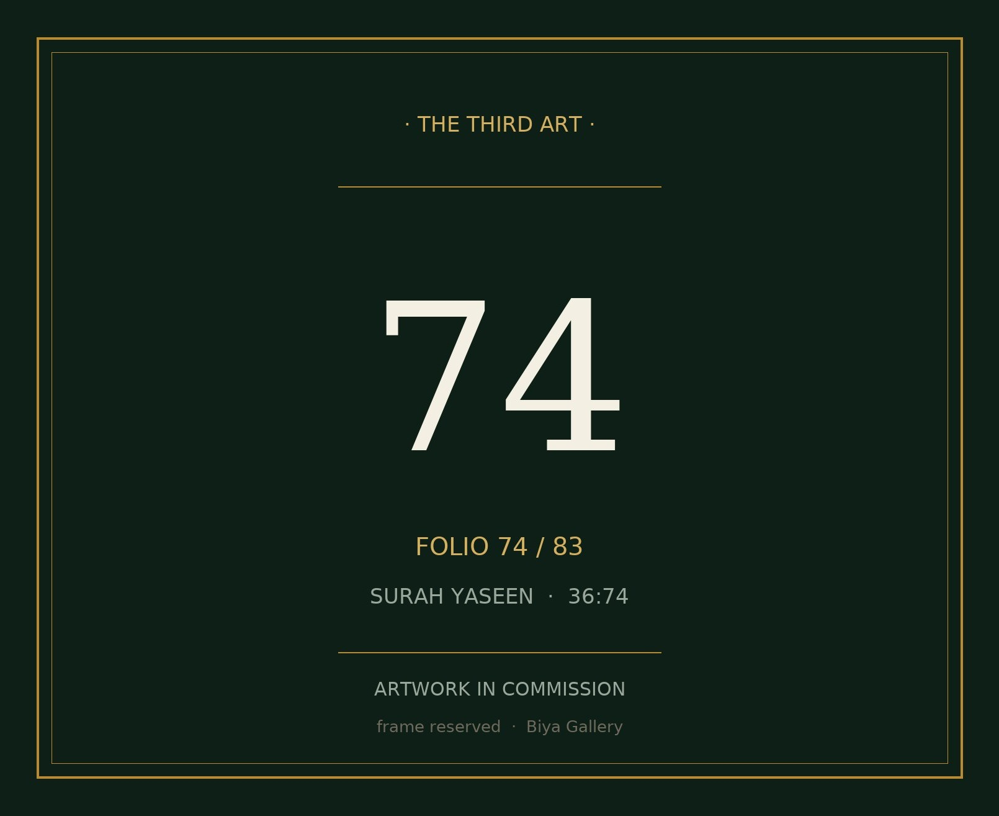 · THE THIRD ART ·
74
FOLIO 74 / 83
SURAH YASEEN · 36:74
ARTWORK IN COMMISSION
frame reserved · Biya Gallery